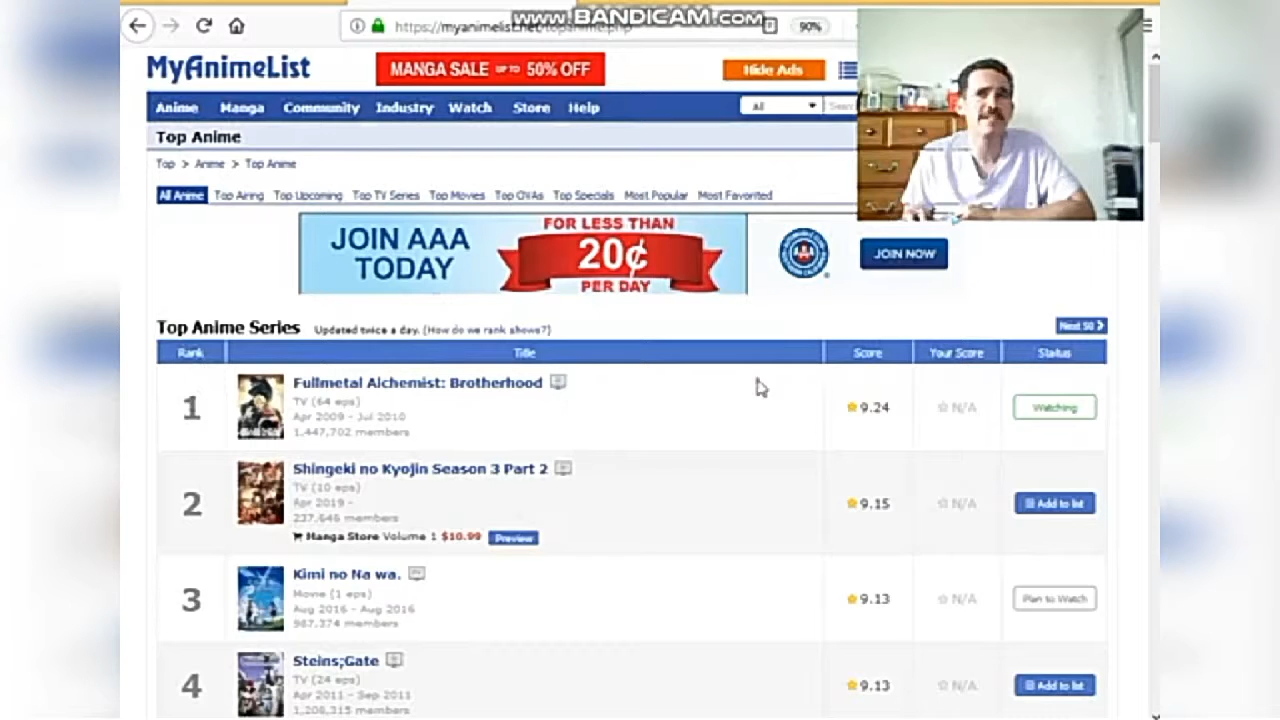 www.BANDICAM.com
https://myanimelist.net/topanime.php
90%
MyAnimeList
MANGA SALE UP TO 50% OFF
Hide Ads
Anime Manga Community Industry Watch Store Help
All
Top Anime
Top > Anime > Top Anime
All Anime Top Airing Top Upcoming Top TV Series Top Movies Top OVAs Top Specials Most Popular Most Favorited
JOIN AAA
TODAY
FOR LESS THAN
20¢
PER DAY
JOIN NOW
Top Anime Series Updated twice a day. (How do we rank shows?)
Next 50
Rank Title Score Your Score Status
1
Fullmetal Alchemist: Brotherhood
TV (64 eps)
Apr 2009 - Jul 2010
1,447,702 members
9.24 N/A Watching
2
Shingeki no Kyojin Season 3 Part 2
TV (10 eps)
Apr 2019 -
237,646 members
Manga Store Volume 1 $10.99 Preview
9.15 N/A Add to list
3
Kimi no Na wa.
Movie (1 eps)
Aug 2016 - Aug 2016
987,374 members
9.13 N/A Plan to Watch
4
Steins;Gate
TV (24 eps)
Apr 2011 - Sep 2011
1,208,315 members
9.13 N/A Add to list